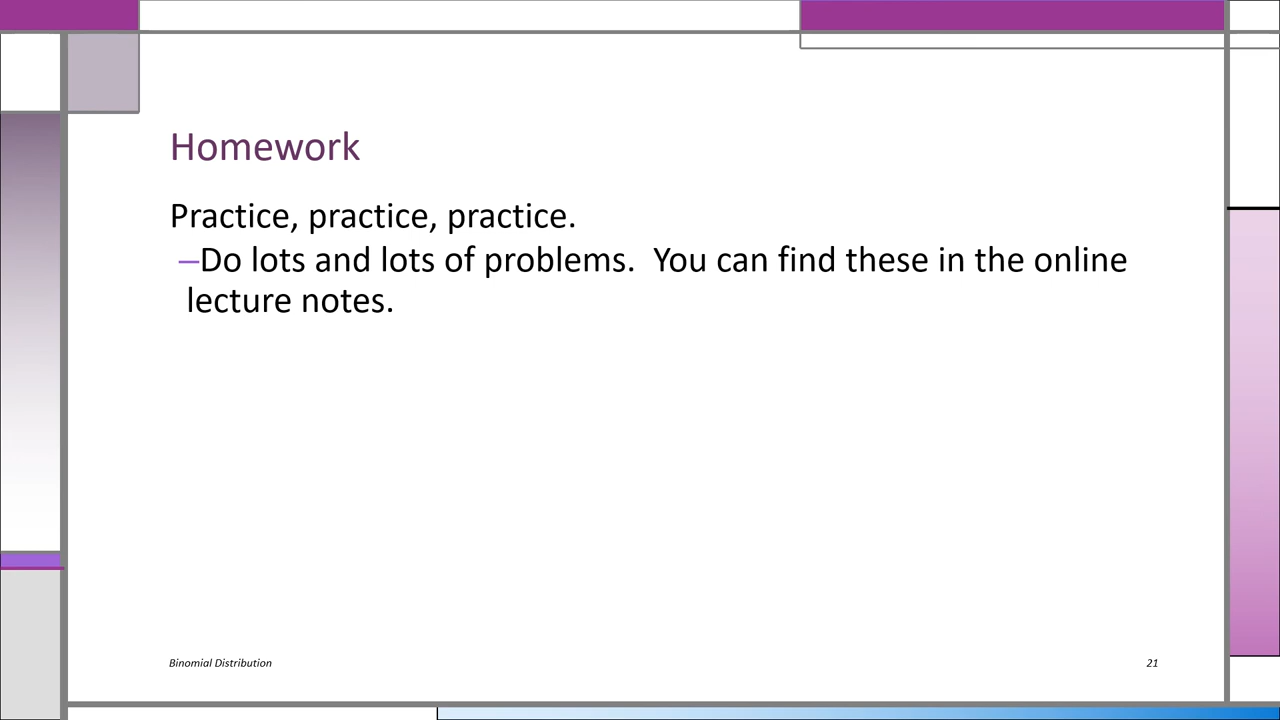 Homework
Practice, practice, practice.
–Do lots and lots of problems.  You can find these in the online
lecture notes.
Binomial Distribution
21